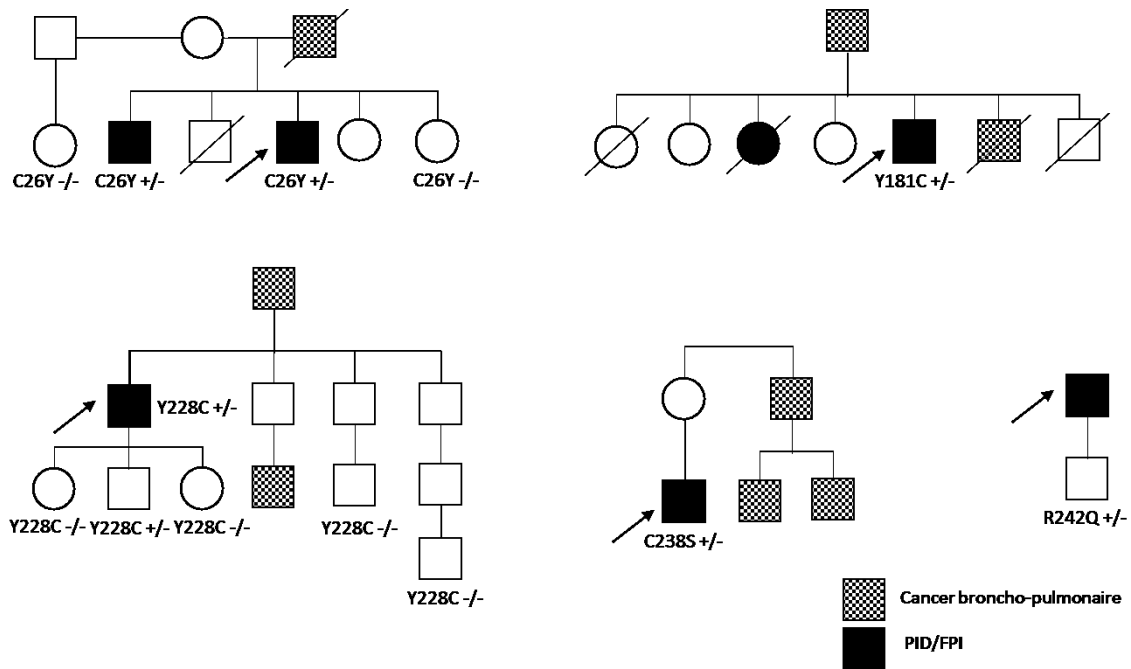 C26Y -/- C26Y +/- C26Y +/- C26Y -/-
Y181C +/-
Y228C +/-
Y228C -/- Y228C +/- Y228C -/- Y228C -/-
Y228C -/-
C238S +/-
R242Q +/-
Cancer broncho-pulmonaire
PID/FPI